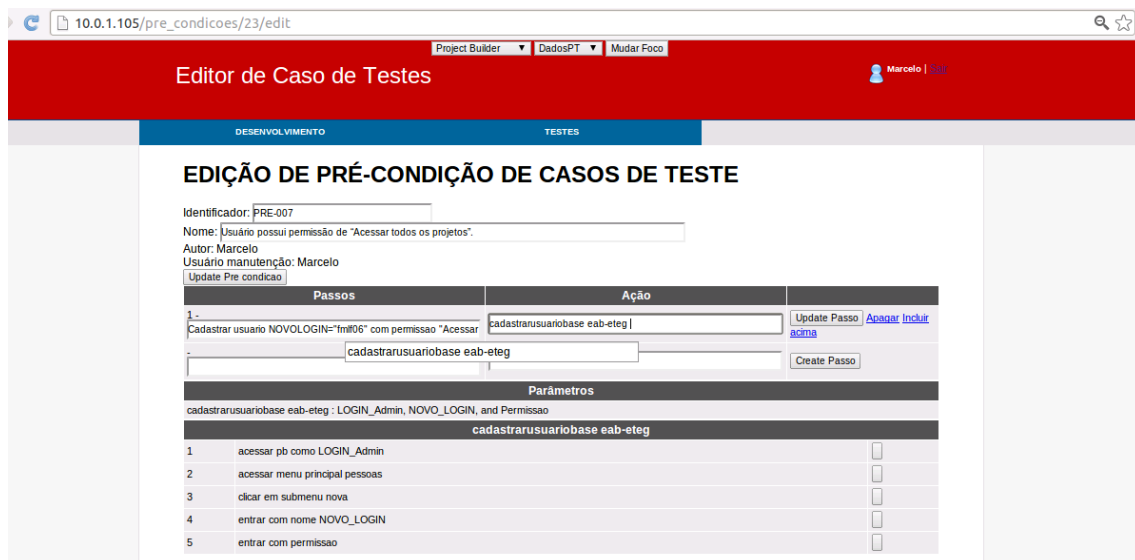 10.0.1.105/pre_condicoes/23/edit
Project Builder DadosPT Mudar Foco
Editor de Caso de Testes
Marcelo |
DESENVOLVIMENTO TESTES
EDIÇÃO DE PRÉ-CONDIÇÃO DE CASOS DE TESTE
Identificador: PRE-007
Nome: Usuário possui permissão de “Acessar todos os projetos”.
Autor: Marcelo
Usuário manutenção: Marcelo
Update Pre condicao
Passos Ação
1 -
Cadastrar usuario NOVOLOGIN="fmlf06" com permissao "Acessar cadastrarusuariobase eab-eteg Update Passo Apagar Incluir acima
cadastrarusuariobase eab-eteg
- Create Passo
Parâmetros
cadastrarusuariobase eab-eteg : LOGIN_Admin, NOVO_LOGIN, and Permissao
cadastrarusuariobase eab-eteg
1 acessar pb como LOGIN_Admin
2 acessar menu principal pessoas
3 clicar em submenu nova
4 entrar com nome NOVO_LOGIN
5 entrar com permissao